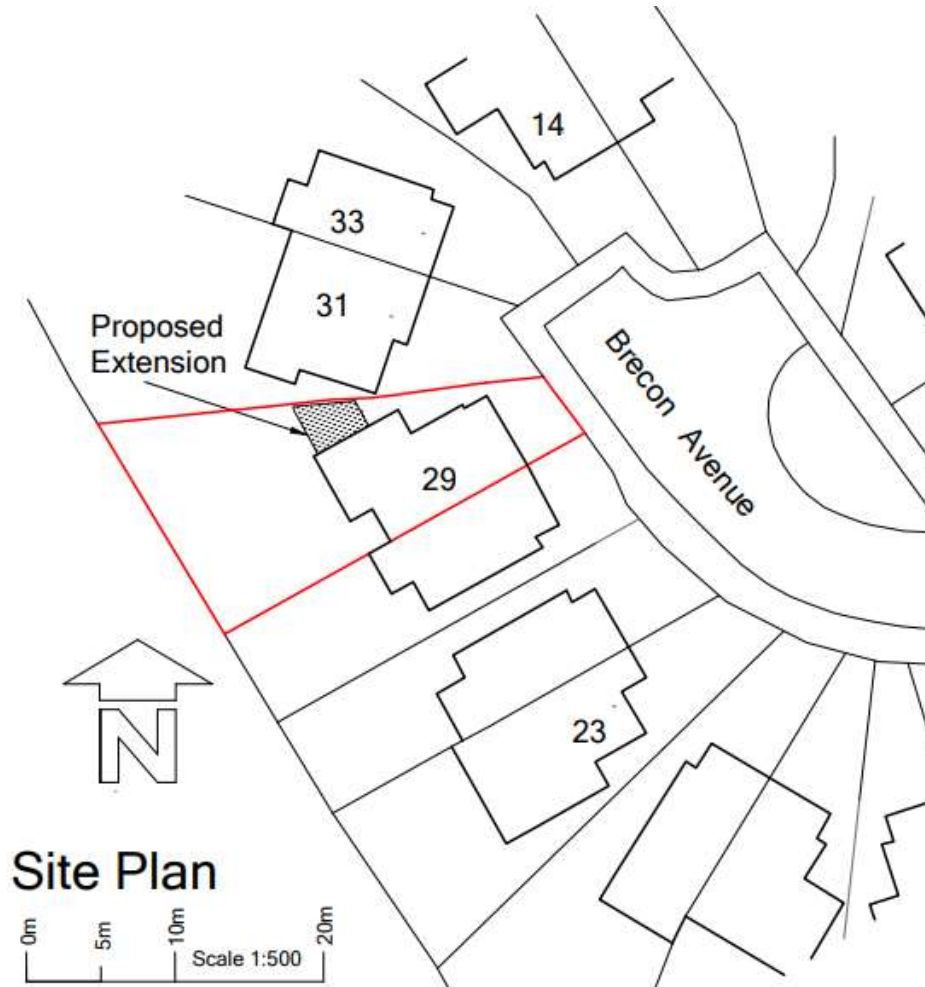 14
33
31
Proposed
Extension
Brecon Avenue
29
23
N
Site Plan
0m
5m
10m
20m
Scale 1:500